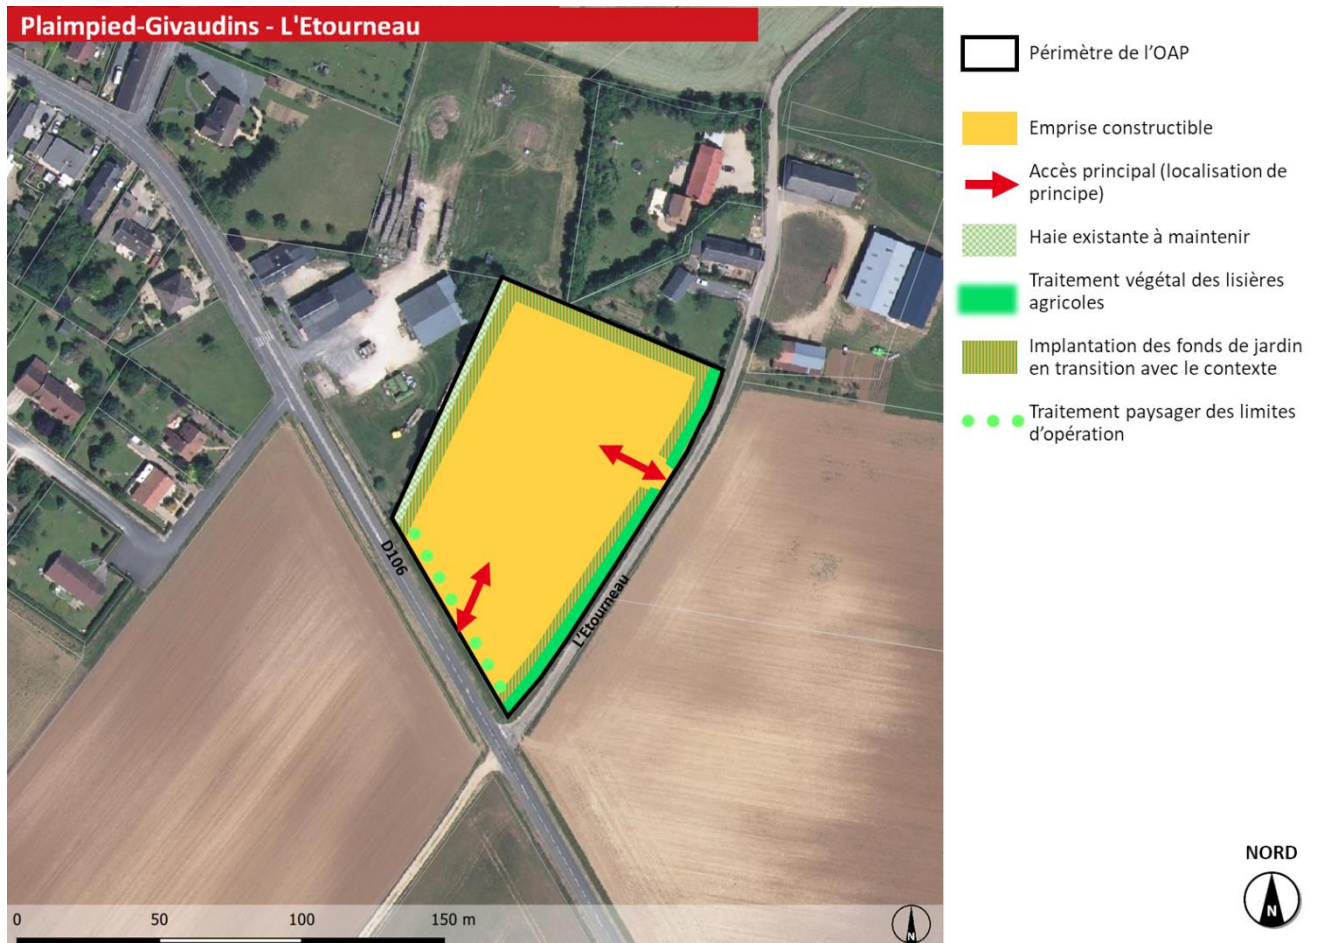 Plaimpied-Givaudins - L'Etourneau
Périmètre de l'OAP
Emprise constructible
Accès principal (localisation de
principe)
Haie existante à maintenir
Traitement végétal des lisières
agricoles
Implantation des fonds de jardin
en transition avec le contexte
Traitement paysager des limites
d'opération
D106
L'Etourneau
NORD
N
0 50 100 150 m
N